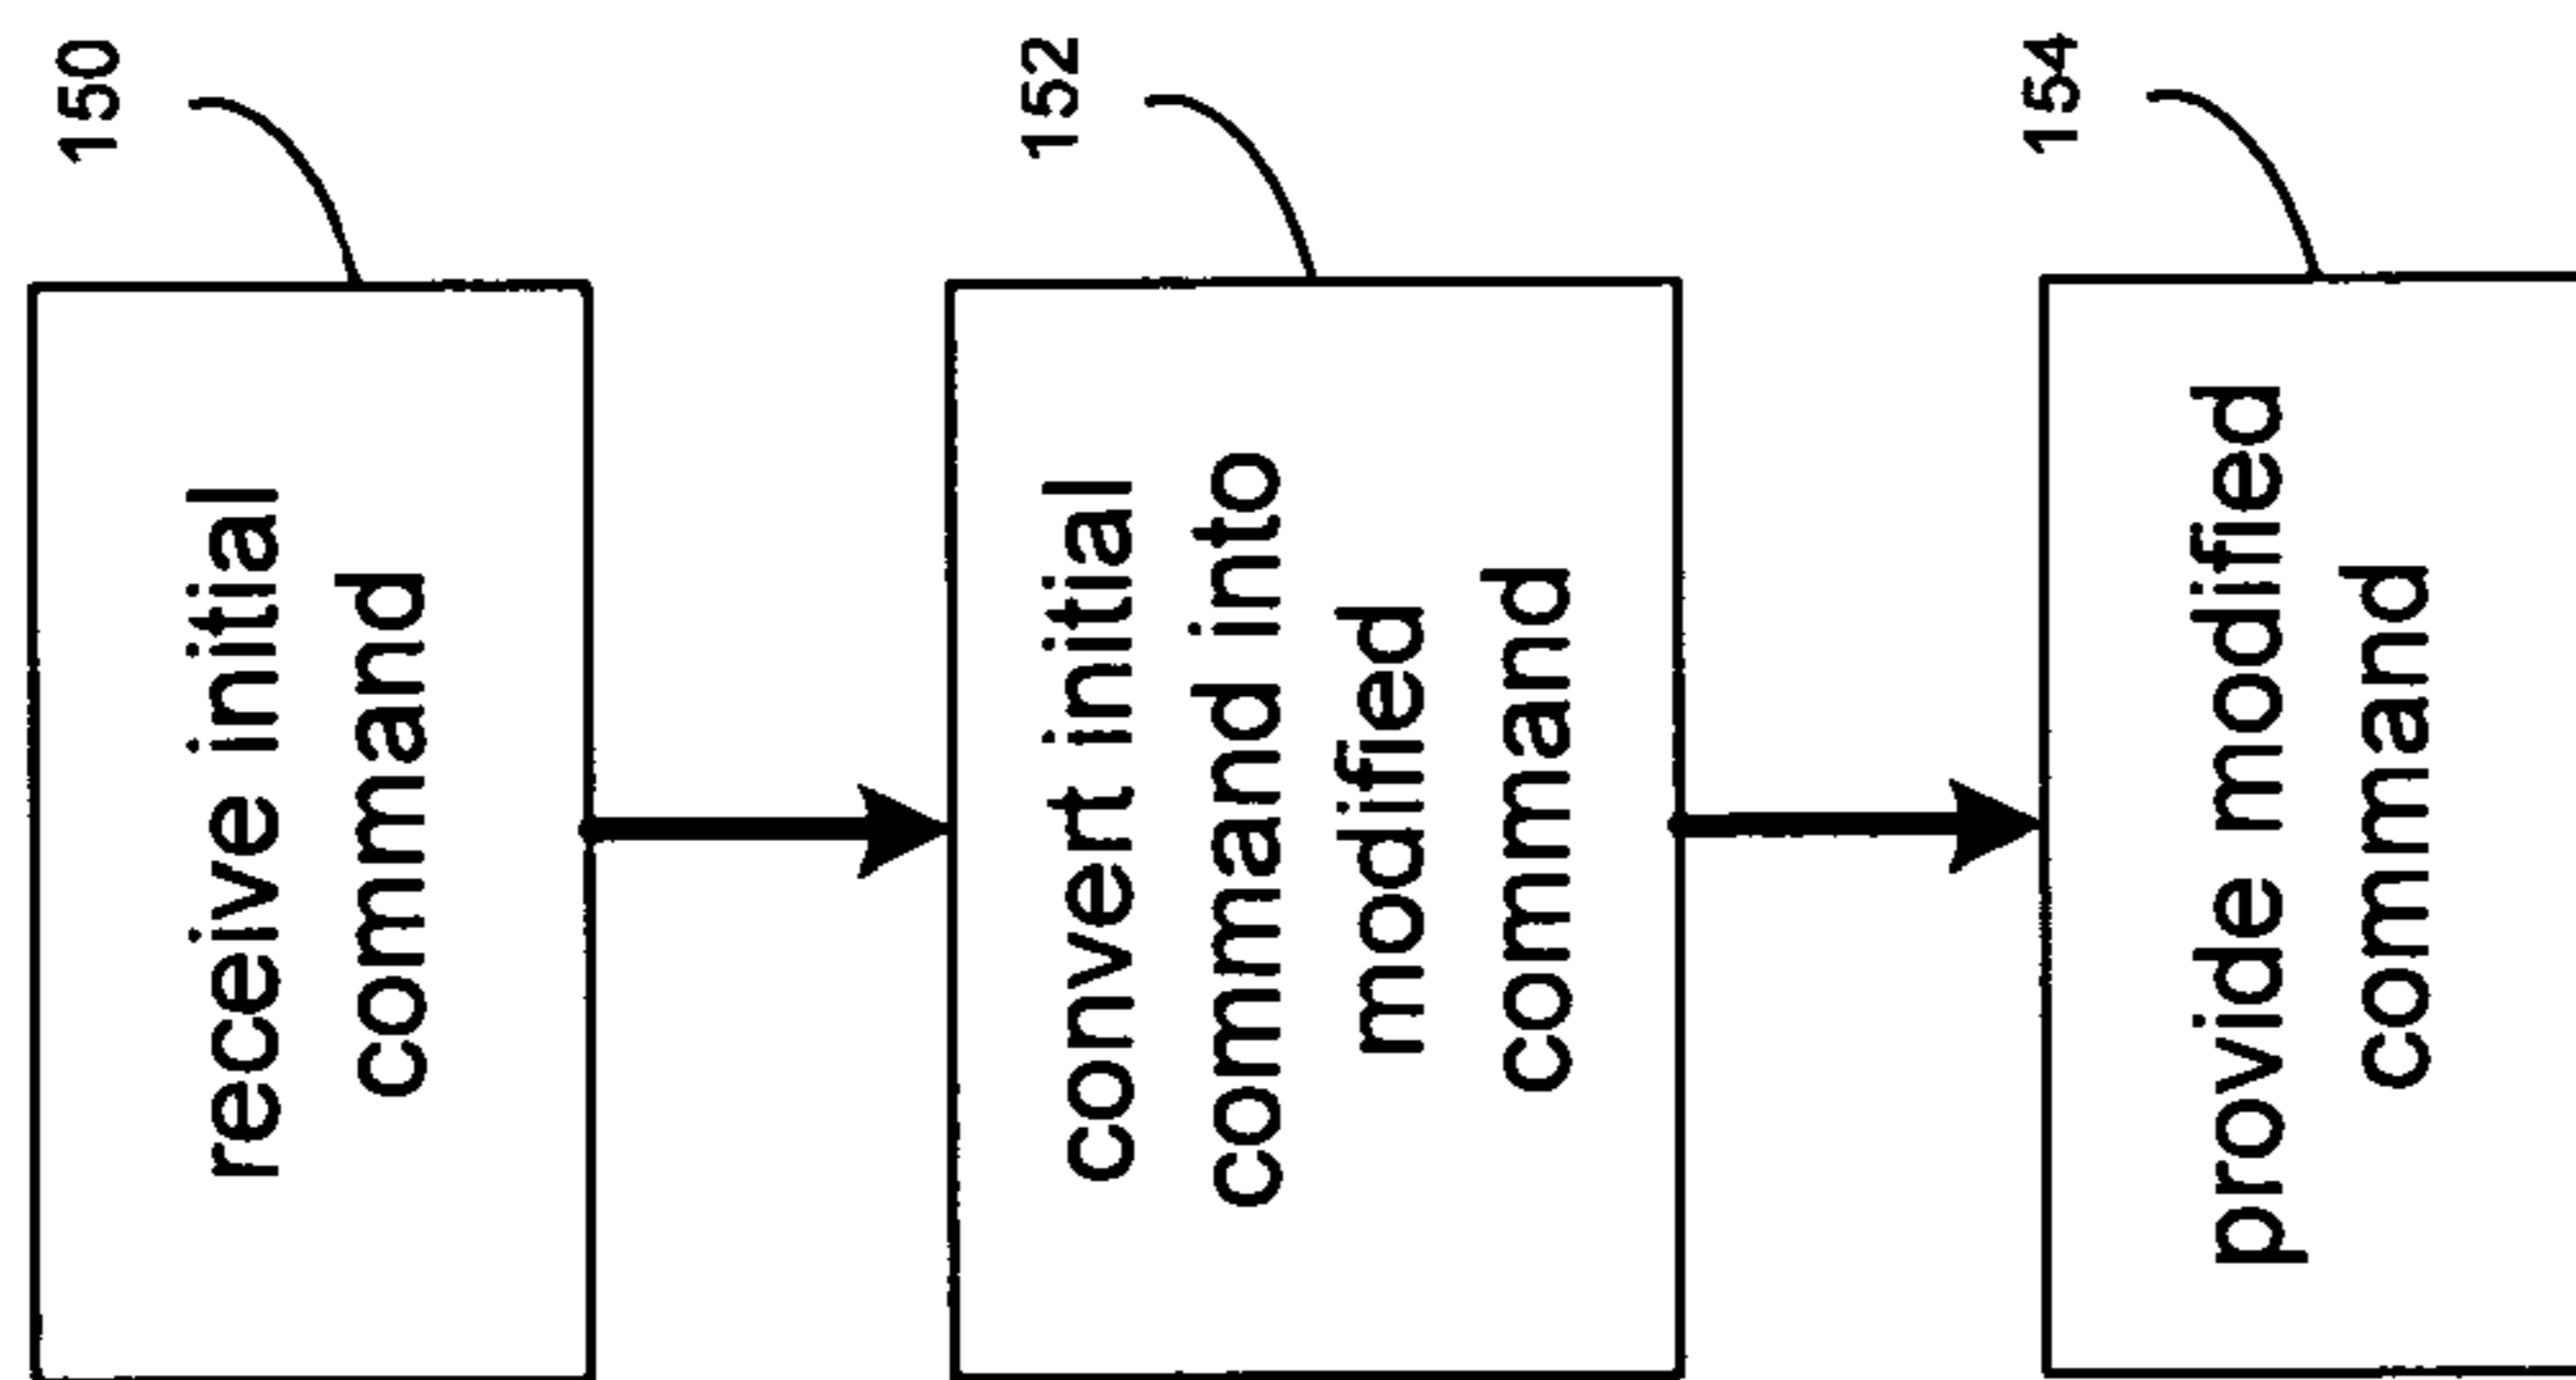 150
receive initial
command
152
convert initial
command into
modified
command
154
provide modified
command